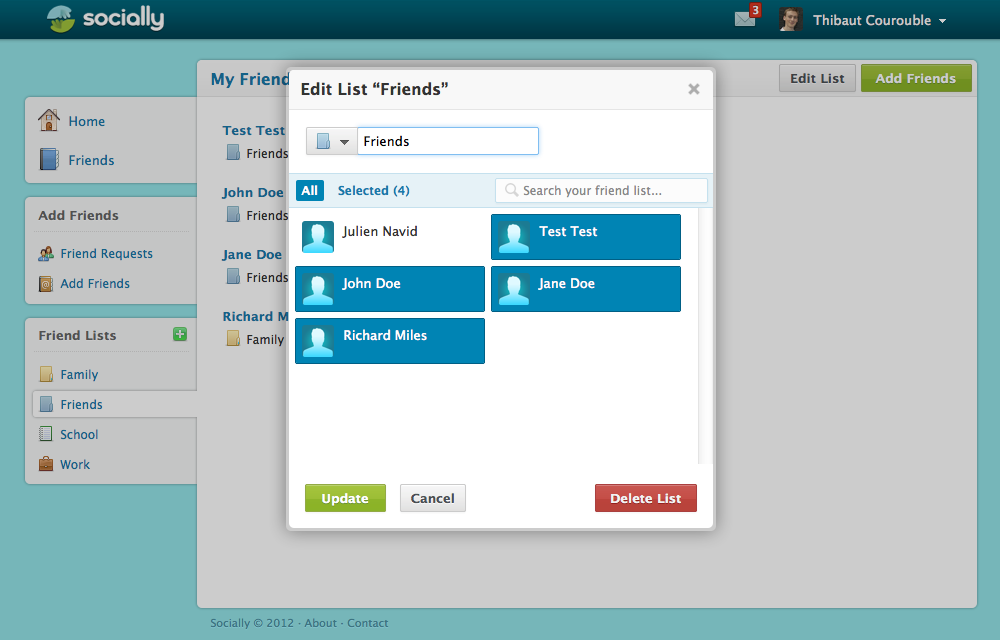 socially
3
Thibaut Courouble
Home
Friends
Add Friends
Friend Requests
Add Friends
Friend Lists
Family
Friends
School
Work
My Friend
Edit List
Add Friends
Test Test
Friends
John Doe
Friends
Jane Doe
Friends
Richard M
Family
Edit List “Friends”
Friends
All
Selected (4)
Search your friend list...
Julien Navid
Test Test
John Doe
Jane Doe
Richard Miles
Update
Cancel
Delete List
Socially © 2012 · About · Contact